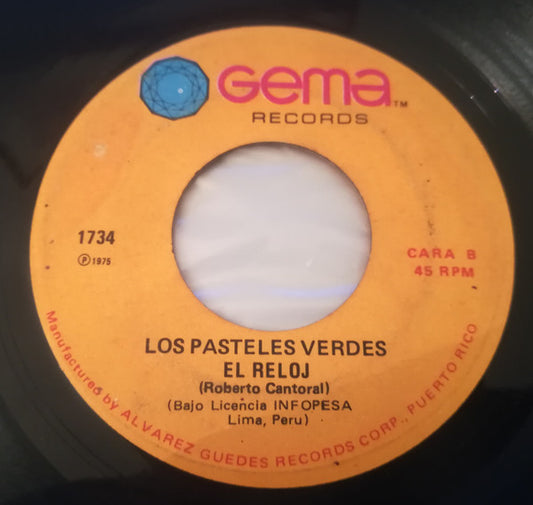 Gema™
RECORDS
1734
℗ 1975
CARA B
45 RPM
LOS PASTELES VERDES
EL RELOJ
(Roberto Cantoral)
(Bajo Licencia INFOPESA
Lima, Peru)
Manufactured by ALVAREZ GUEDES RECORDS CORP., PUERTO RICO